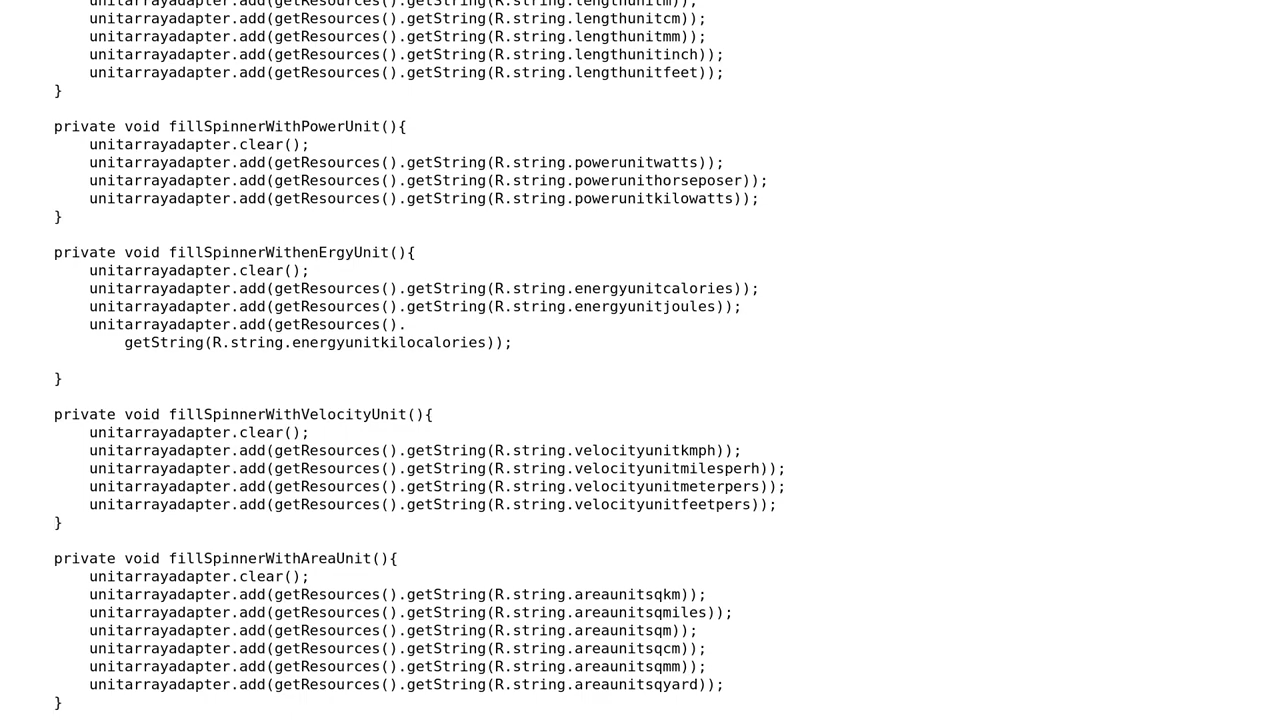 unitarrayadapter.add(getResources().getString(R.string.lengthunitm));
unitarrayadapter.add(getResources().getString(R.string.lengthunitcm));
unitarrayadapter.add(getResources().getString(R.string.lengthunitmm));
unitarrayadapter.add(getResources().getString(R.string.lengthunitinch));
unitarrayadapter.add(getResources().getString(R.string.lengthunitfeet));
}
private void fillSpinnerWithPowerUnit(){
unitarrayadapter.clear();
unitarrayadapter.add(getResources().getString(R.string.powerunitwatts));
unitarrayadapter.add(getResources().getString(R.string.powerunithorseposer));
unitarrayadapter.add(getResources().getString(R.string.powerunitkilowatts));
}
private void fillSpinnerWithenErgyUnit(){
unitarrayadapter.clear();
unitarrayadapter.add(getResources().getString(R.string.energyunitcalories));
unitarrayadapter.add(getResources().getString(R.string.energyunitjoules));
unitarrayadapter.add(getResources().
getString(R.string.energyunitkilocalories));
}
private void fillSpinnerWithVelocityUnit(){
unitarrayadapter.clear();
unitarrayadapter.add(getResources().getString(R.string.velocityunitkmph));
unitarrayadapter.add(getResources().getString(R.string.velocityunitmilesperh));
unitarrayadapter.add(getResources().getString(R.string.velocityunitmeterpers));
unitarrayadapter.add(getResources().getString(R.string.velocityunitfeetpers));
}
private void fillSpinnerWithAreaUnit(){
unitarrayadapter.clear();
unitarrayadapter.add(getResources().getString(R.string.areaunitsqkm));
unitarrayadapter.add(getResources().getString(R.string.areaunitsqmiles));
unitarrayadapter.add(getResources().getString(R.string.areaunitsqm));
unitarrayadapter.add(getResources().getString(R.string.areaunitsqcm));
unitarrayadapter.add(getResources().getString(R.string.areaunitsqmm));
unitarrayadapter.add(getResources().getString(R.string.areaunitsqyard));
}